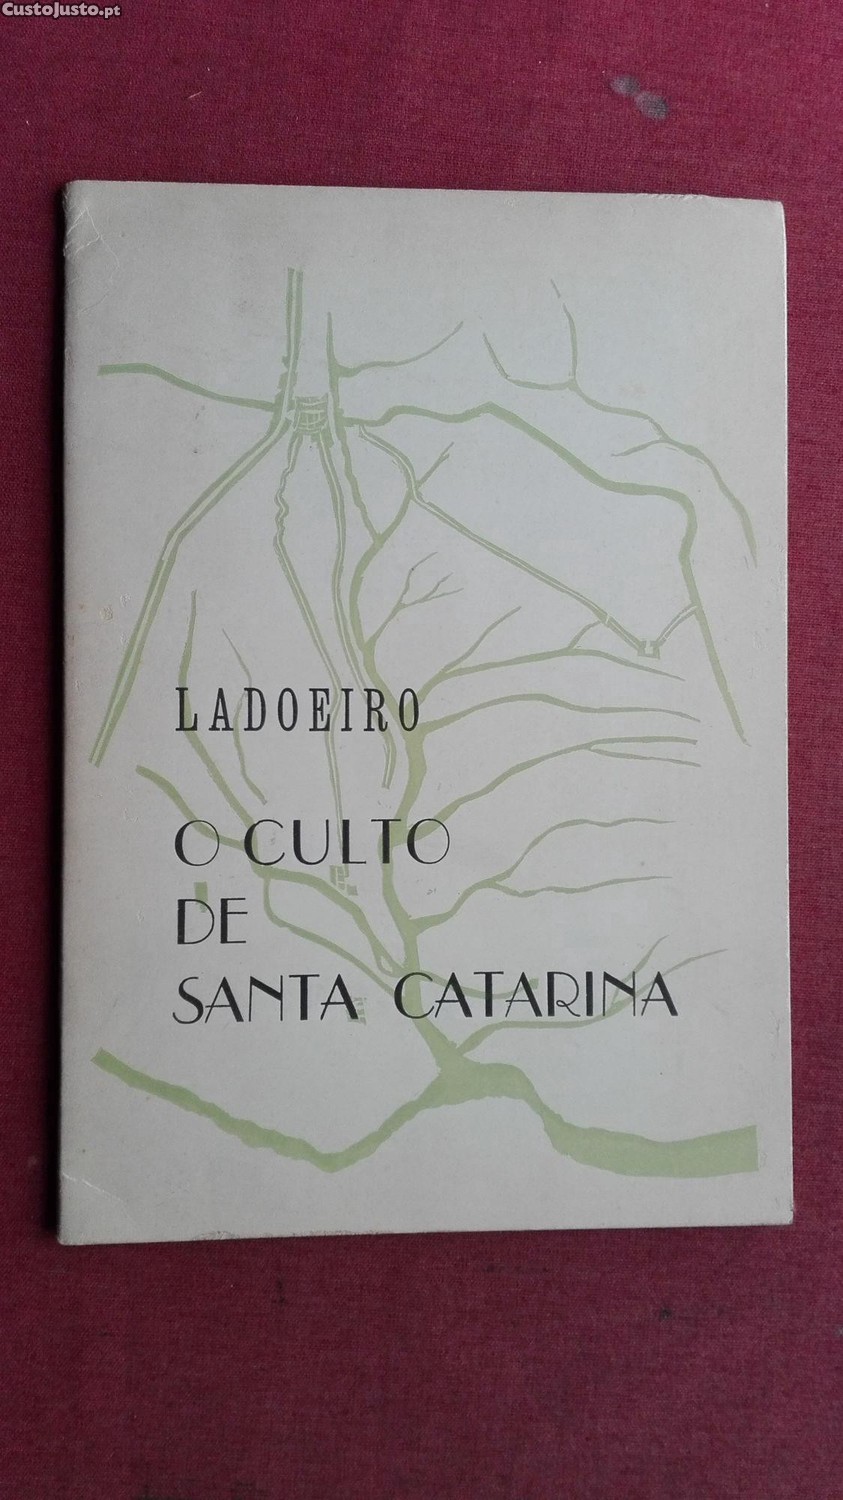 CustoJusto.pt
LADOEIRO
O CULTO
DE
SANTA CATARINA